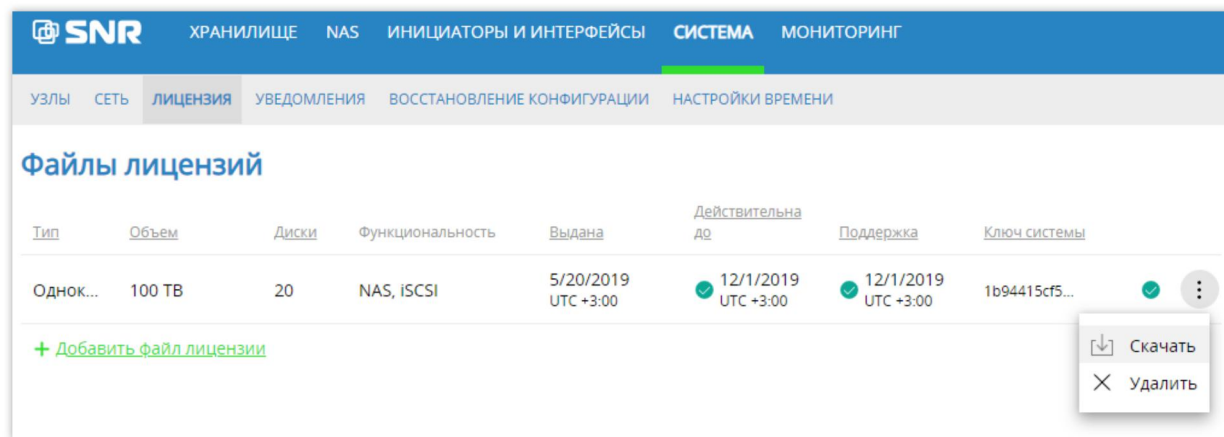 SNR ХРАНИЛИЩЕ NAS ИНИЦИАТОРЫ И ИНТЕРФЕЙСЫ СИСТЕМА МОНИТОРИНГ
УЗЛЫ СЕТЬ ЛИЦЕНЗИЯ УВЕДОМЛЕНИЯ ВОССТАНОВЛЕНИЕ КОНФИГУРАЦИИ НАСТРОЙКИ ВРЕМЕНИ
Файлы лицензий
Тип Объем Диски Функциональность Выдана Действительна до Поддержка Ключ системы
Однок... 100 TB 20 NAS, iSCSI 5/20/2019 12/1/2019 12/1/2019 1b94415cf5...
UTC +3:00 UTC +3:00 UTC +3:00
+ Добавить файл лицензии
Скачать
Удалить